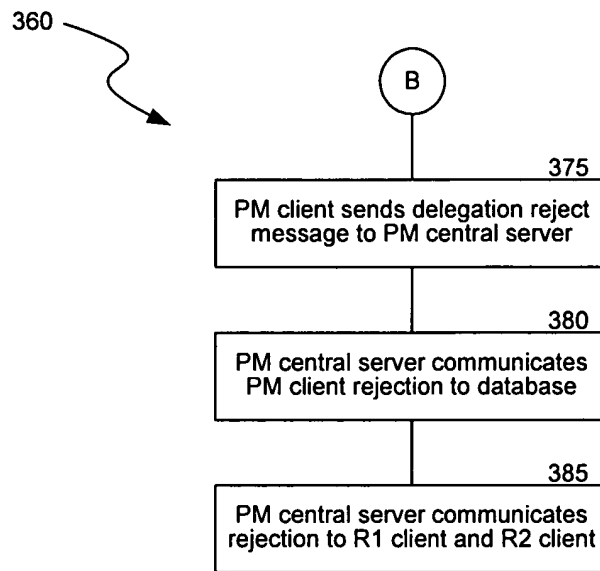 360
B
375
PM client sends delegation reject
message to PM central server
380
PM central server communicates
PM client rejection to database
385
PM central server communicates
rejection to R1 client and R2 client